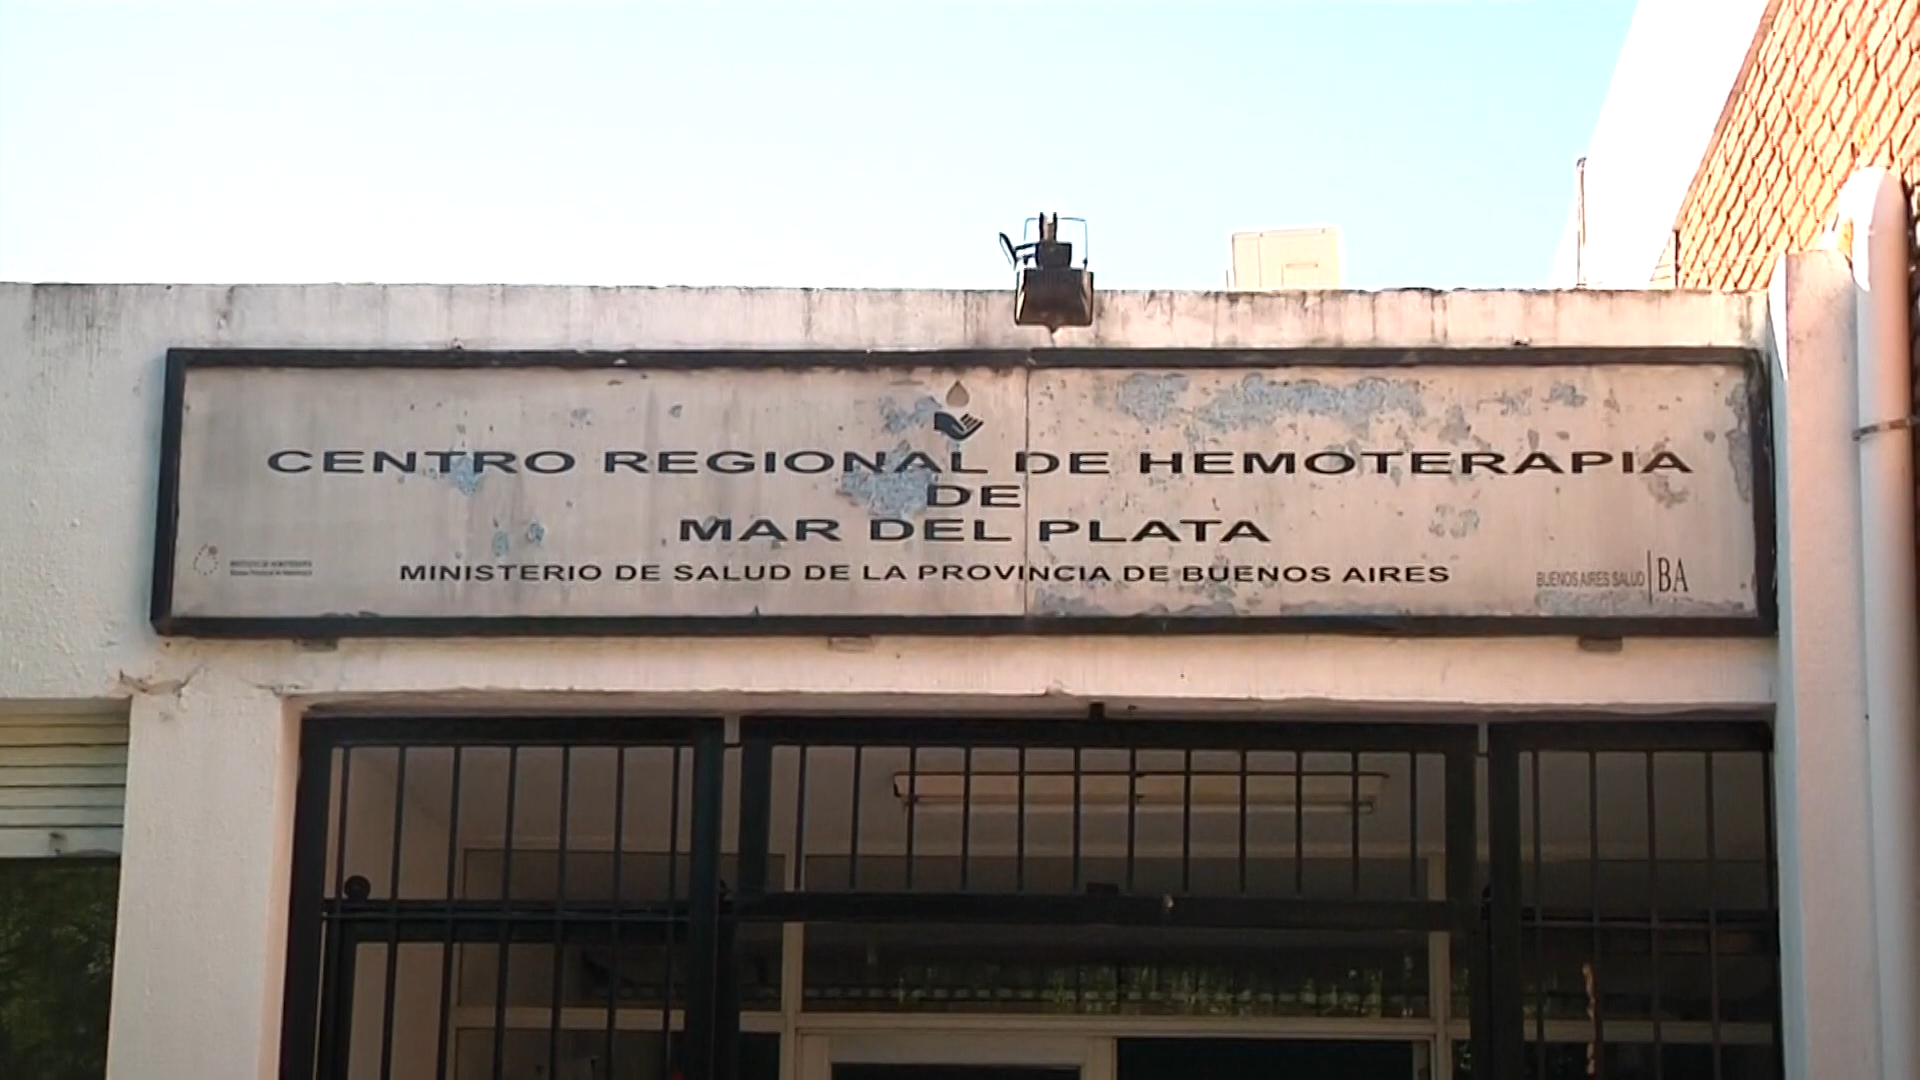 CENTRO REGIONAL DE HEMOTERAPIA
DE
MAR DEL PLATA
MINISTERIO DE SALUD DE LA PROVINCIA DE BUENOS AIRES
BUENOS AIRES SALUD
BA